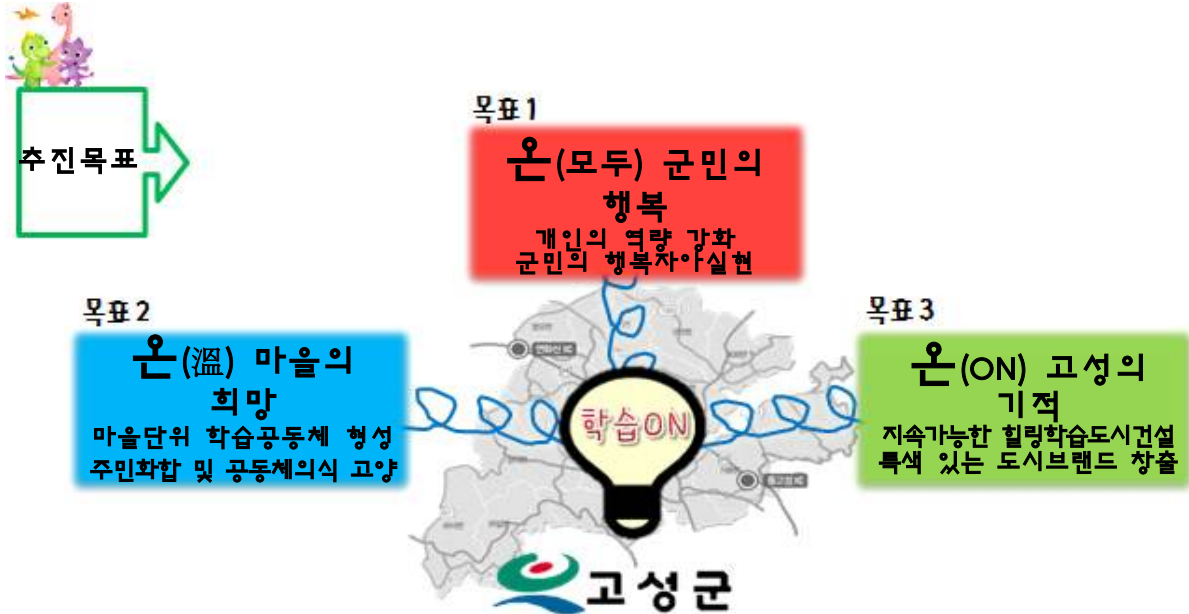 추진목표
목표1
온(모두) 군민의
행복
개인의 역량 강화
군민의 행복자아실현
목표2
온(溫) 마을의
희망
마을단위 학습공동체 형성
주민화합 및 공동체의식 고양
목표3
온(ON) 고성의
기적
지속가능한 힐링학습도시건설
특색 있는 도시브랜드 창출
학습ON
고성군